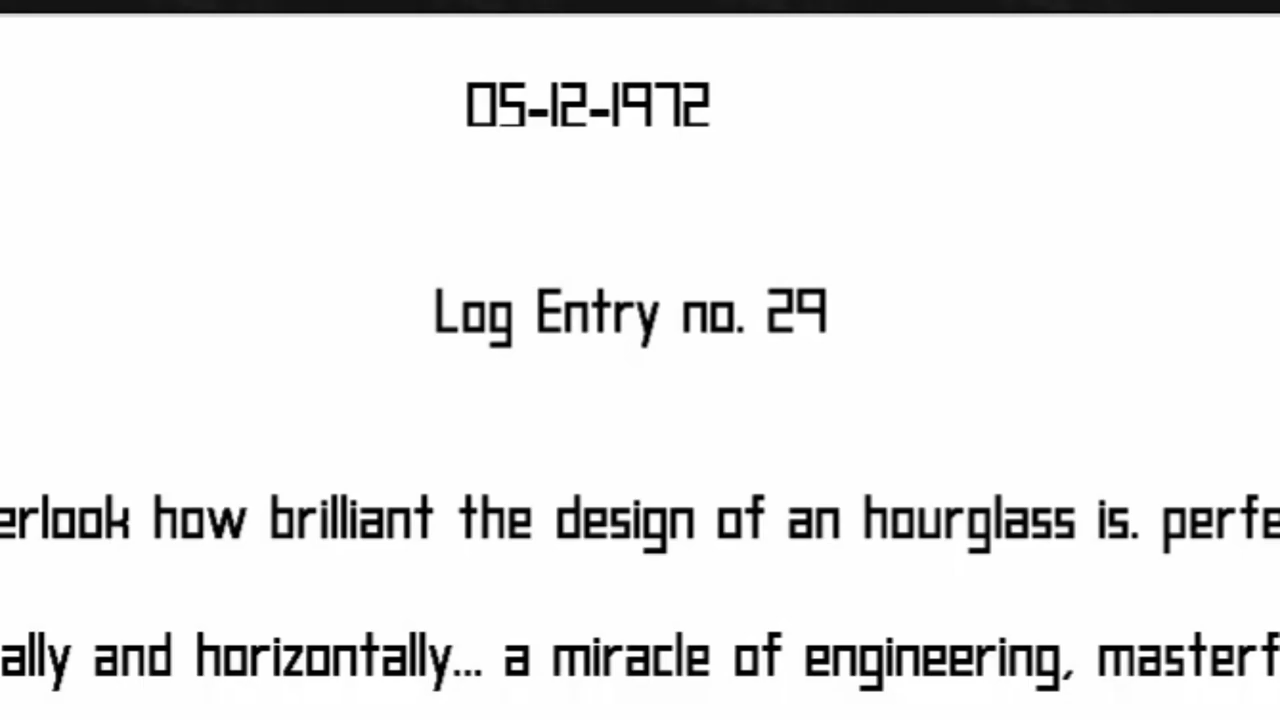 05-12-1972
Log Entry no. 29
erlook how brilliant the design of an hourglass is. perfe
ally and horizontally... a miracle of engineering, masterf